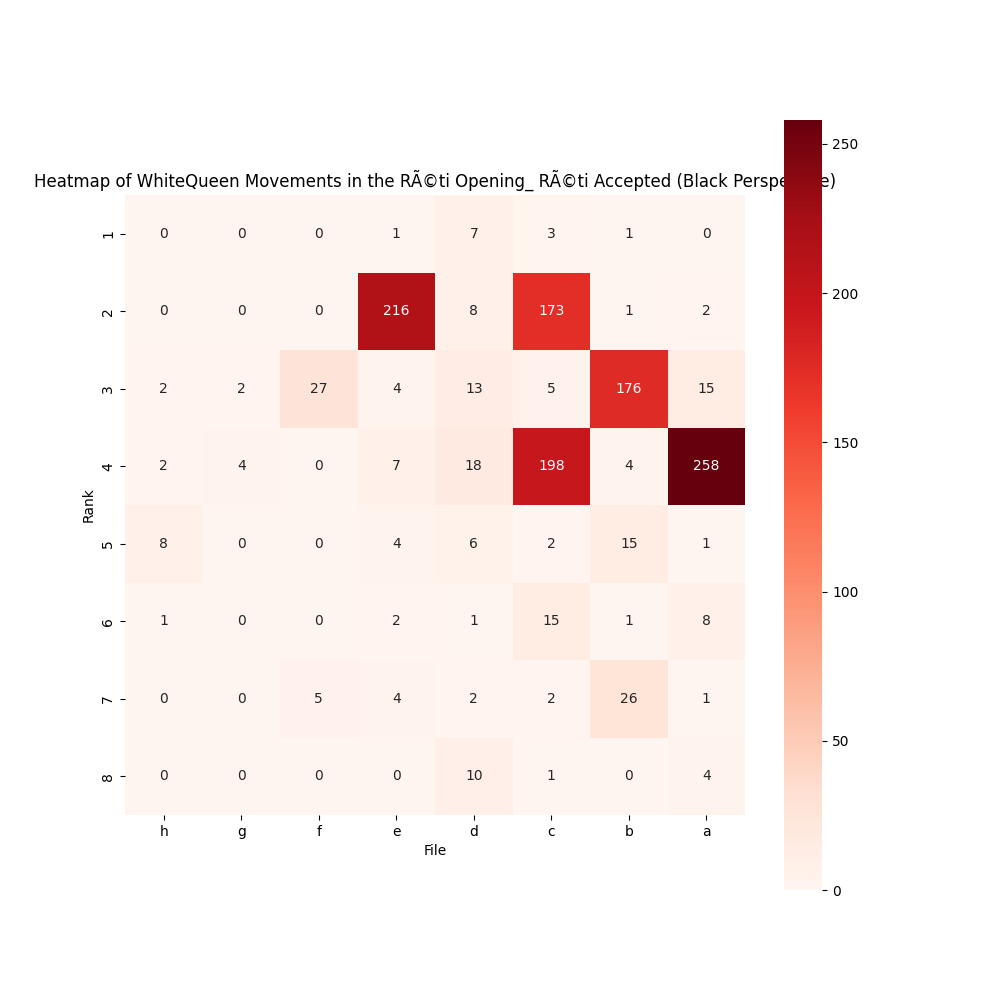 Heatmap of WhiteQueen Movements in the RÃ©ti Opening_ RÃ©ti Accepted (Black Perspective)
1 0 0 0 1 7 3 1 0
2 0 0 0 216 8 173 1 2
3 2 2 27 4 13 5 176 15
4 2 4 0 7 18 198 4 258
5 8 0 0 4 6 2 15 1
6 1 0 0 2 1 15 1 8
7 0 0 5 4 2 2 26 1
8 0 0 0 0 10 1 0 4
h g f e d c b a
File
Rank
250
200
150
100
50
0